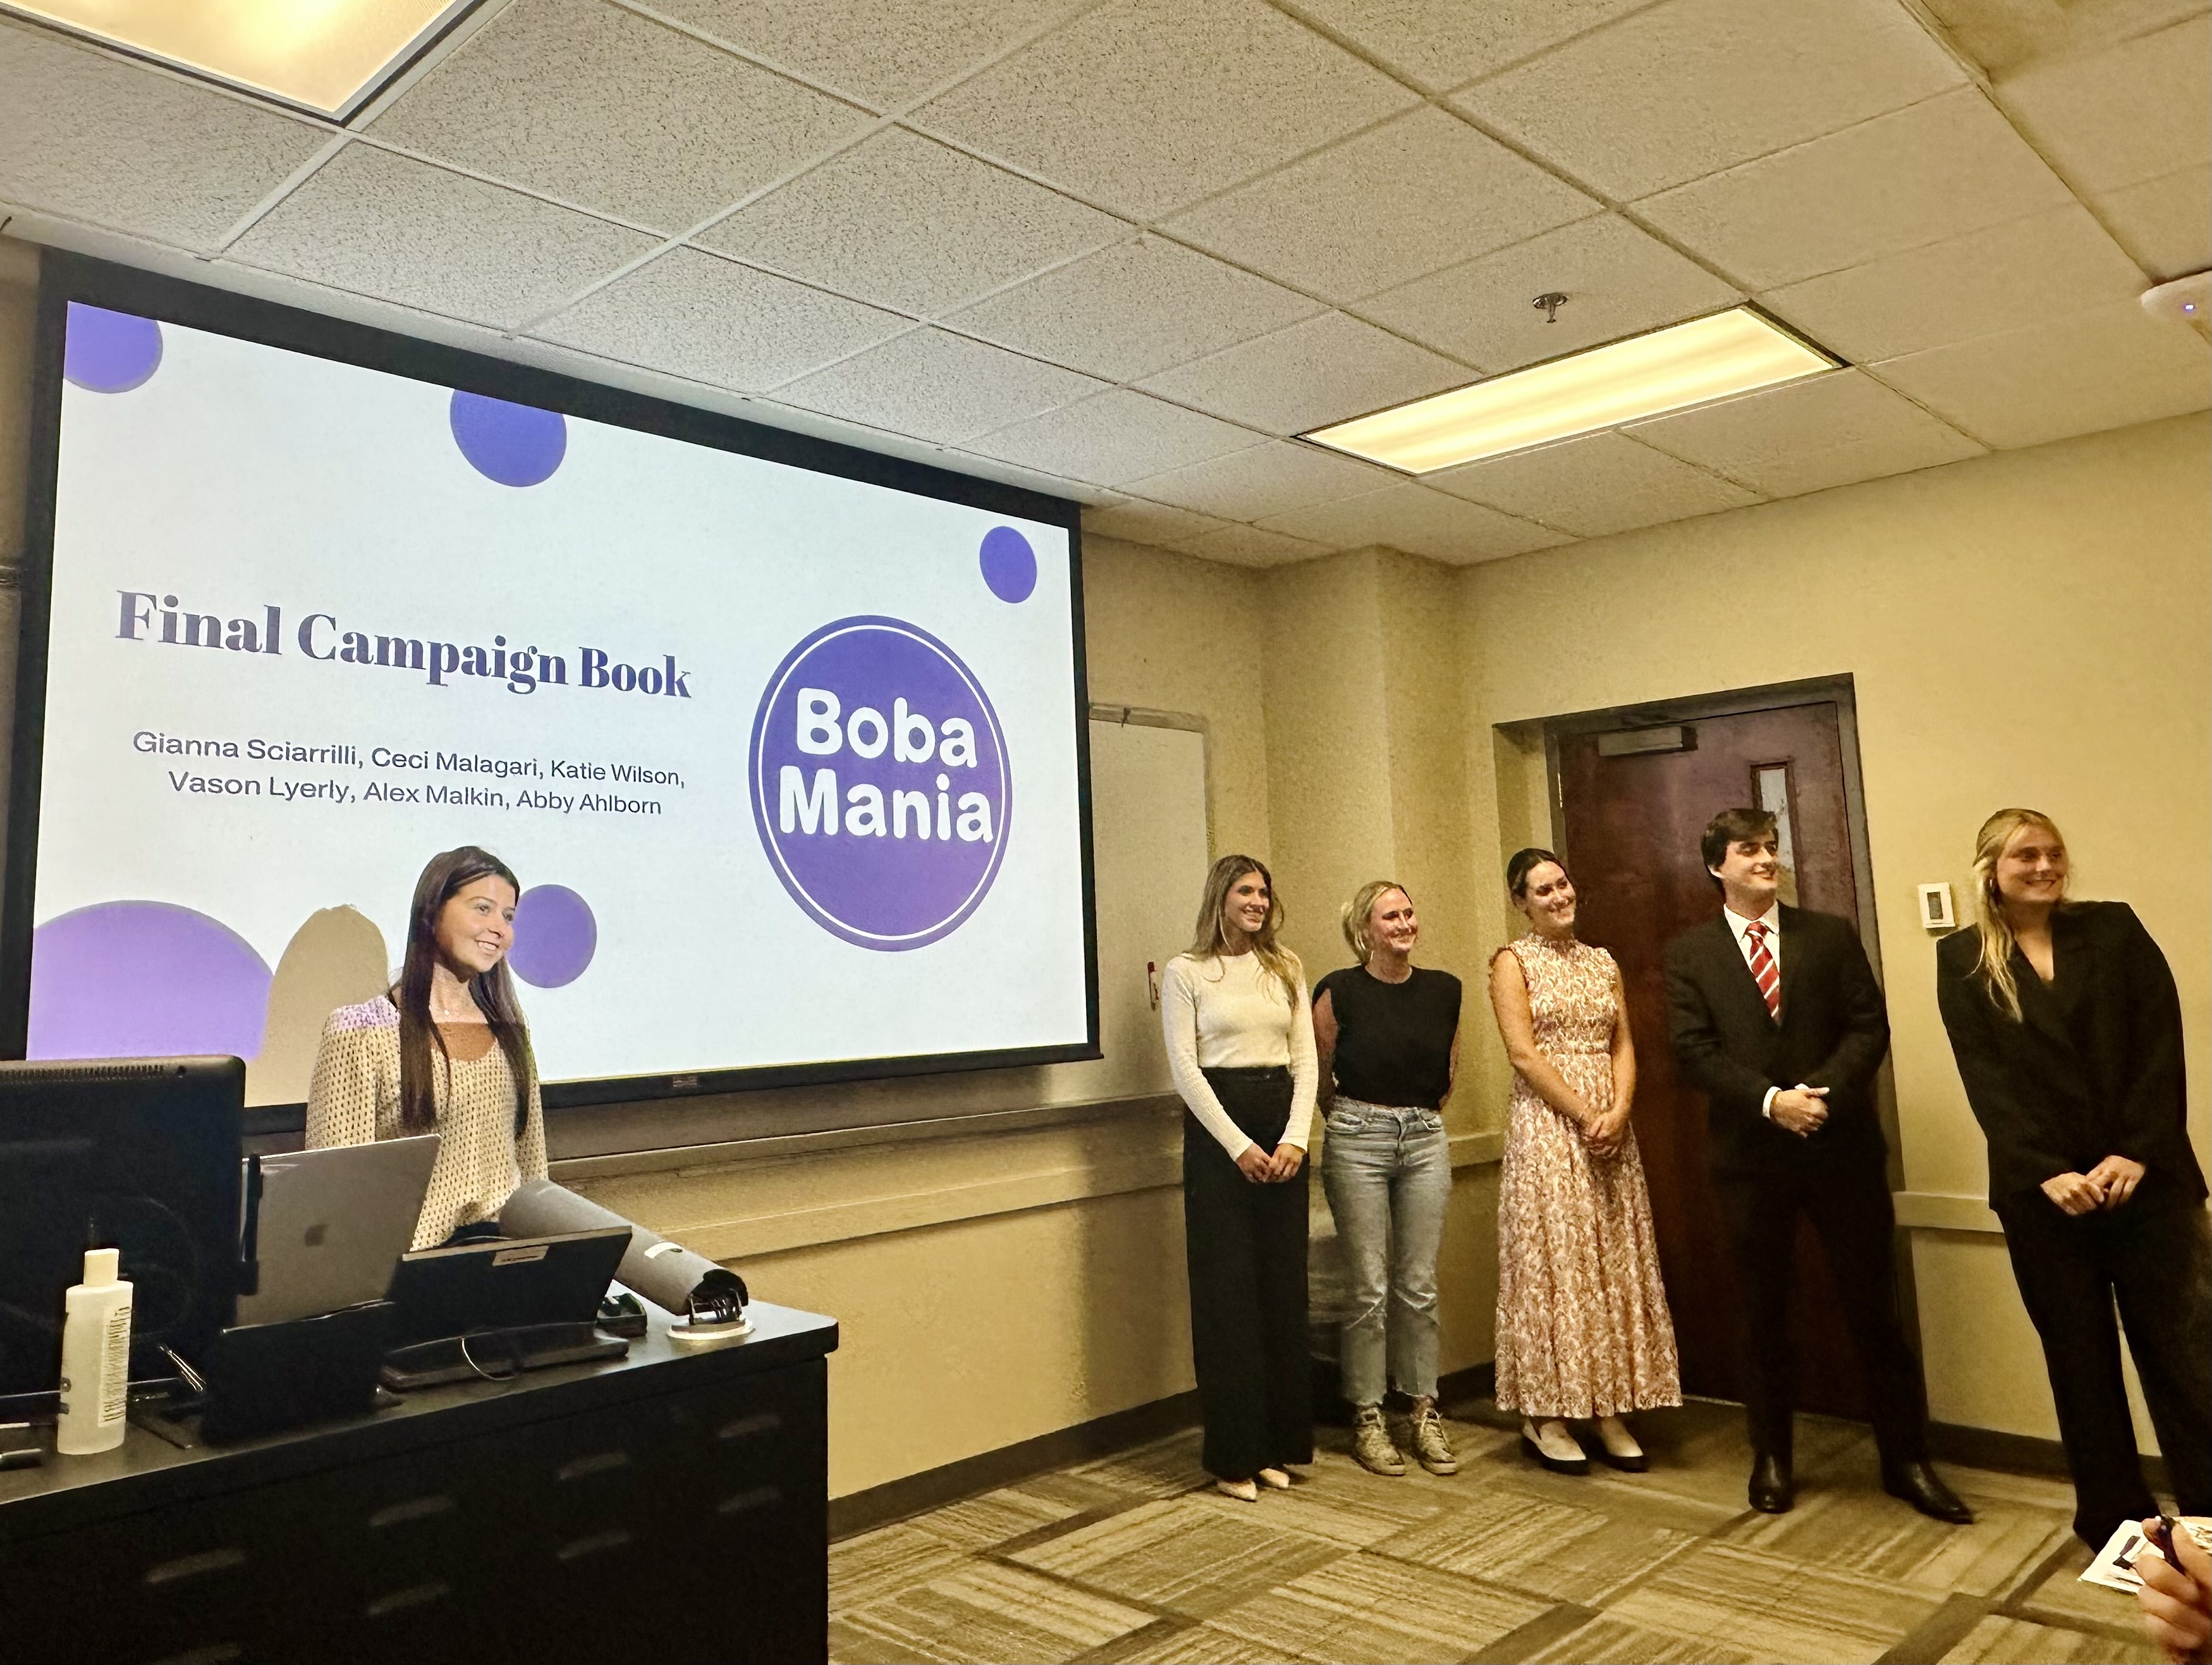 Final Campaign Book
Gianna Sciarrilli, Ceci Malagari, Katie Wilson,
Vason Lyerly, Alex Malkin, Abby Ahlborn
Boba
Mania